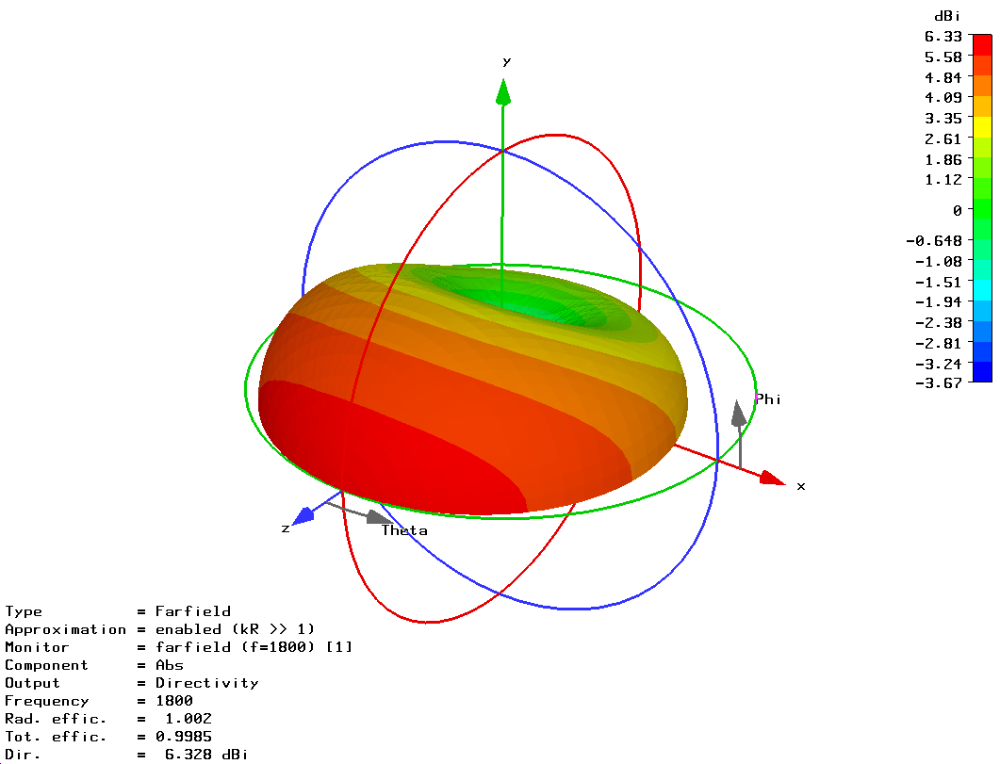 dBi
6.33
5.58
4.84
4.09
3.35
2.61
1.86
1.12
0
-0.648
-1.08
-1.51
-1.94
-2.38
-2.81
-3.24
-3.67
y
Phi
x
z
Theta
Type = Farfield
Approximation = enabled (kR >> 1)
Monitor = farfield (f=1800) [1]
Component = Abs
Output = Directivity
Frequency = 1800
Rad. effic. = 1.002
Tot. effic. = 0.9985
Dir. = 6.328 dBi